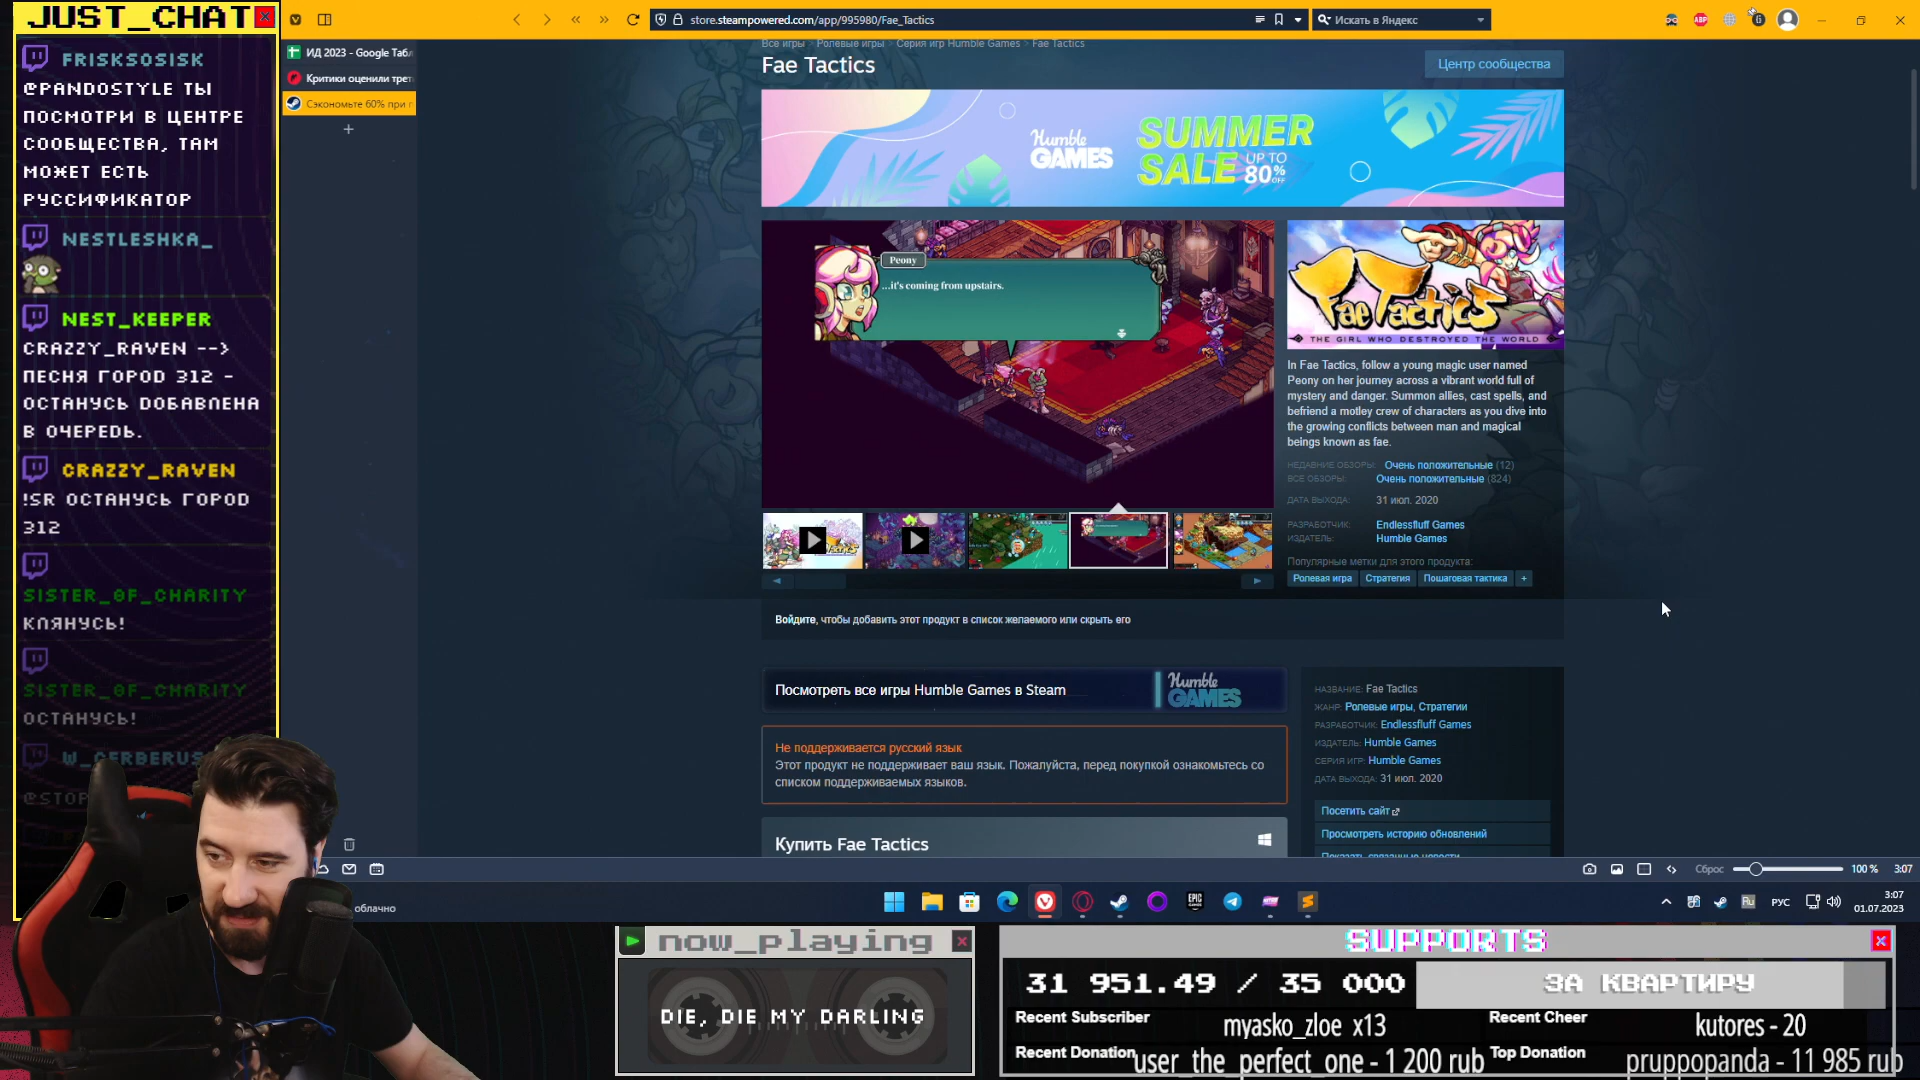 JUST_CHAT
FRISKSOSISK
@PANDOSTYLE ТЫ
ПОСМОТРИ В ЦЕНТРЕ
СООБЩЕСТВА, ТАМ
МОЖЕТ ЕСТЬ
РУССИФИКАТОР
NESTLESHKA_
NEST_KEEPER
CRAZZY_RAVEN -->
ПЕСНЯ ГОРОД 312 -
ОСТАНУСЬ ДОБАВЛЕНА
В ОЧЕРЕДЬ.
CRAZZY_RAVEN
!SR ОСТАНУСЬ ГОРОД
312
SISTER_OF_CHARITY
КЛЯНУСЬ!
SISTER_OF_CHARITY
ОСТАНУСЬ!
W_CERBERUS
@STOP
store.steampowered.com/app/995980/Fae_Tactics
Искать в Яндекс
ИД 2023 - Google Табл
Критики оценили трет
Сэкономьте 60% при п
Все игры > Ролевые игры > Серия игр Humble Games > Fae Tactics
Fae Tactics
Центр сообщества
Humble GAMES
SUMMER SALE UP TO 80% OFF
Peony
...it's coming from upstairs.
Fae Tactics
THE GIRL WHO DESTROYED THE WORLD
In Fae Tactics, follow a young magic user named
Peony on her journey across a vibrant world full of
mystery and danger. Summon allies, cast spells, and
befriend a motley crew of characters as you dive into
the growing conflicts between man and magical
beings known as fae.
НЕДАВНИЕ ОБЗОРЫ: Очень положительные (12)
ВСЕ ОБЗОРЫ: Очень положительные (824)
ДАТА ВЫХОДА: 31 июл. 2020
РАЗРАБОТЧИК: Endlessfluff Games
ИЗДАТЕЛЬ: Humble Games
Популярные метки для этого продукта:
Ролевая игра Стратегия Пошаговая тактика +
Войдите, чтобы добавить этот продукт в список желаемого или скрыть его
Посмотреть все игры Humble Games в Steam
Humble GAMES
Не поддерживается русский язык
Этот продукт не поддерживает ваш язык. Пожалуйста, перед покупкой ознакомьтесь со
списком поддерживаемых языков.
Купить Fae Tactics
НАЗВАНИЕ: Fae Tactics
ЖАНР: Ролевые игры, Стратегии
РАЗРАБОТЧИК: Endlessfluff Games
ИЗДАТЕЛЬ: Humble Games
СЕРИЯ ИГР: Humble Games
ДАТА ВЫХОДА: 31 июл. 2020
Посетить сайт
Просмотреть историю обновлений
Показать связанные новости
Сброс 100 % 3:07
облачно
EPIC
Ru
РУС
3:07
01.07.2023
now_playing
DIE, DIE MY DARLING
SUPPORTS
31 951.49 / 35 000
ЗА КВАРТИРУ
Recent Subscriber
myasko_zloe x13
Recent Cheer
kutores - 20
Recent Donation
user_the_perfect_one - 1 200 rub
Top Donation
pruppopanda - 11 985 rub